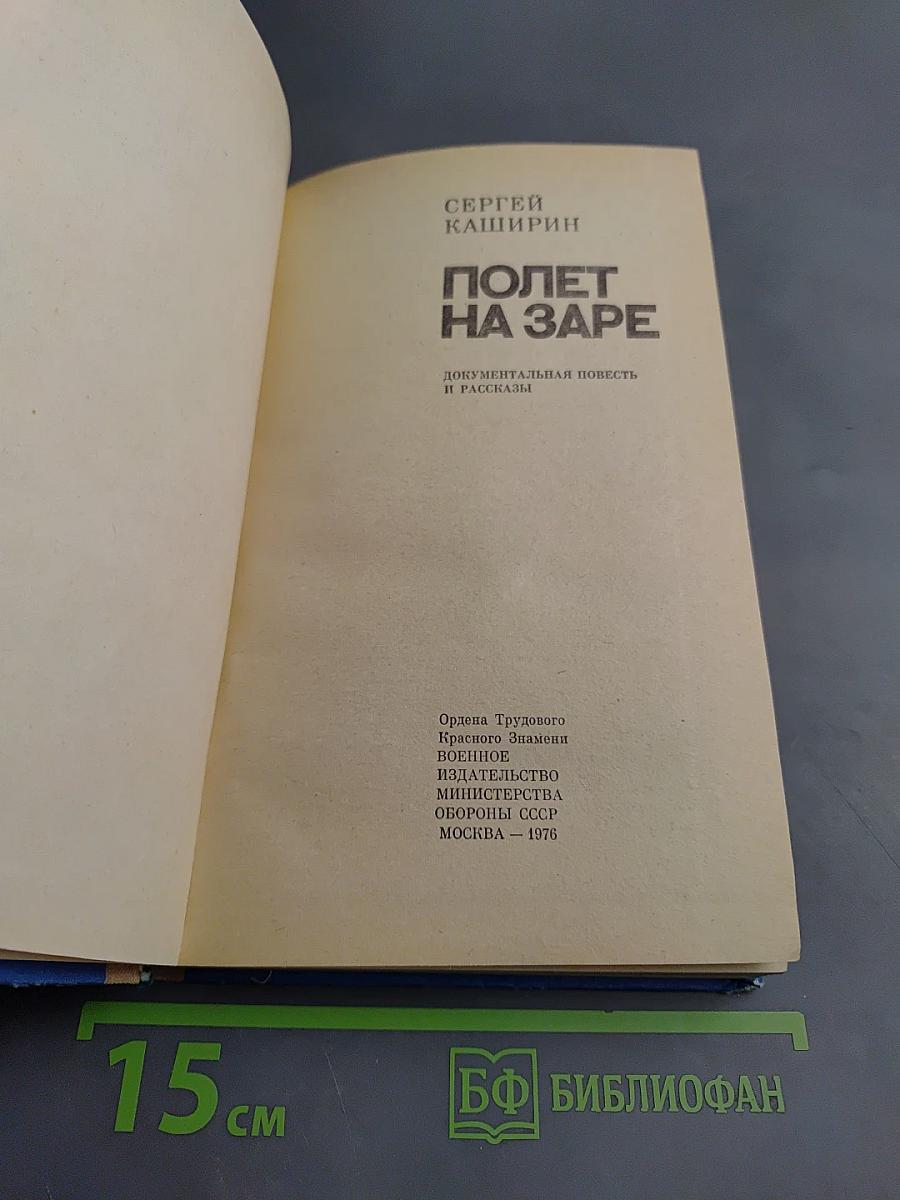 СЕРГЕЙ
КАШИРИН
ПОЛЕТ
НА ЗАРЕ
ДОКУМЕНТАЛЬНАЯ ПОВЕСТЬ
И РАССКАЗЫ
Ордена Трудового
Красного Знамени
ВОЕННОЕ
ИЗДАТЕЛЬСТВО
МИНИСТЕРСТВА
ОБОРОНЫ СССР
МОСКВА — 1976
15 см
БФ БИБЛИОФАН